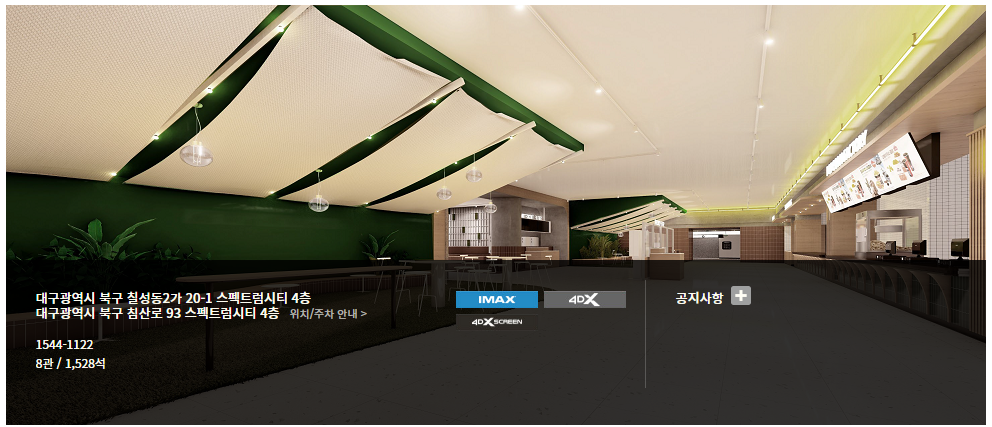 대구광역시 북구 칠성동2가 20-1 스펙트럼시티 4층
대구광역시 북구 침산로 93 스펙트럼시티 4층 위치/주차 안내 >
1544-1122
8관 / 1,528석
IMAX 4DX
4DX SCREEN
공지사항 +